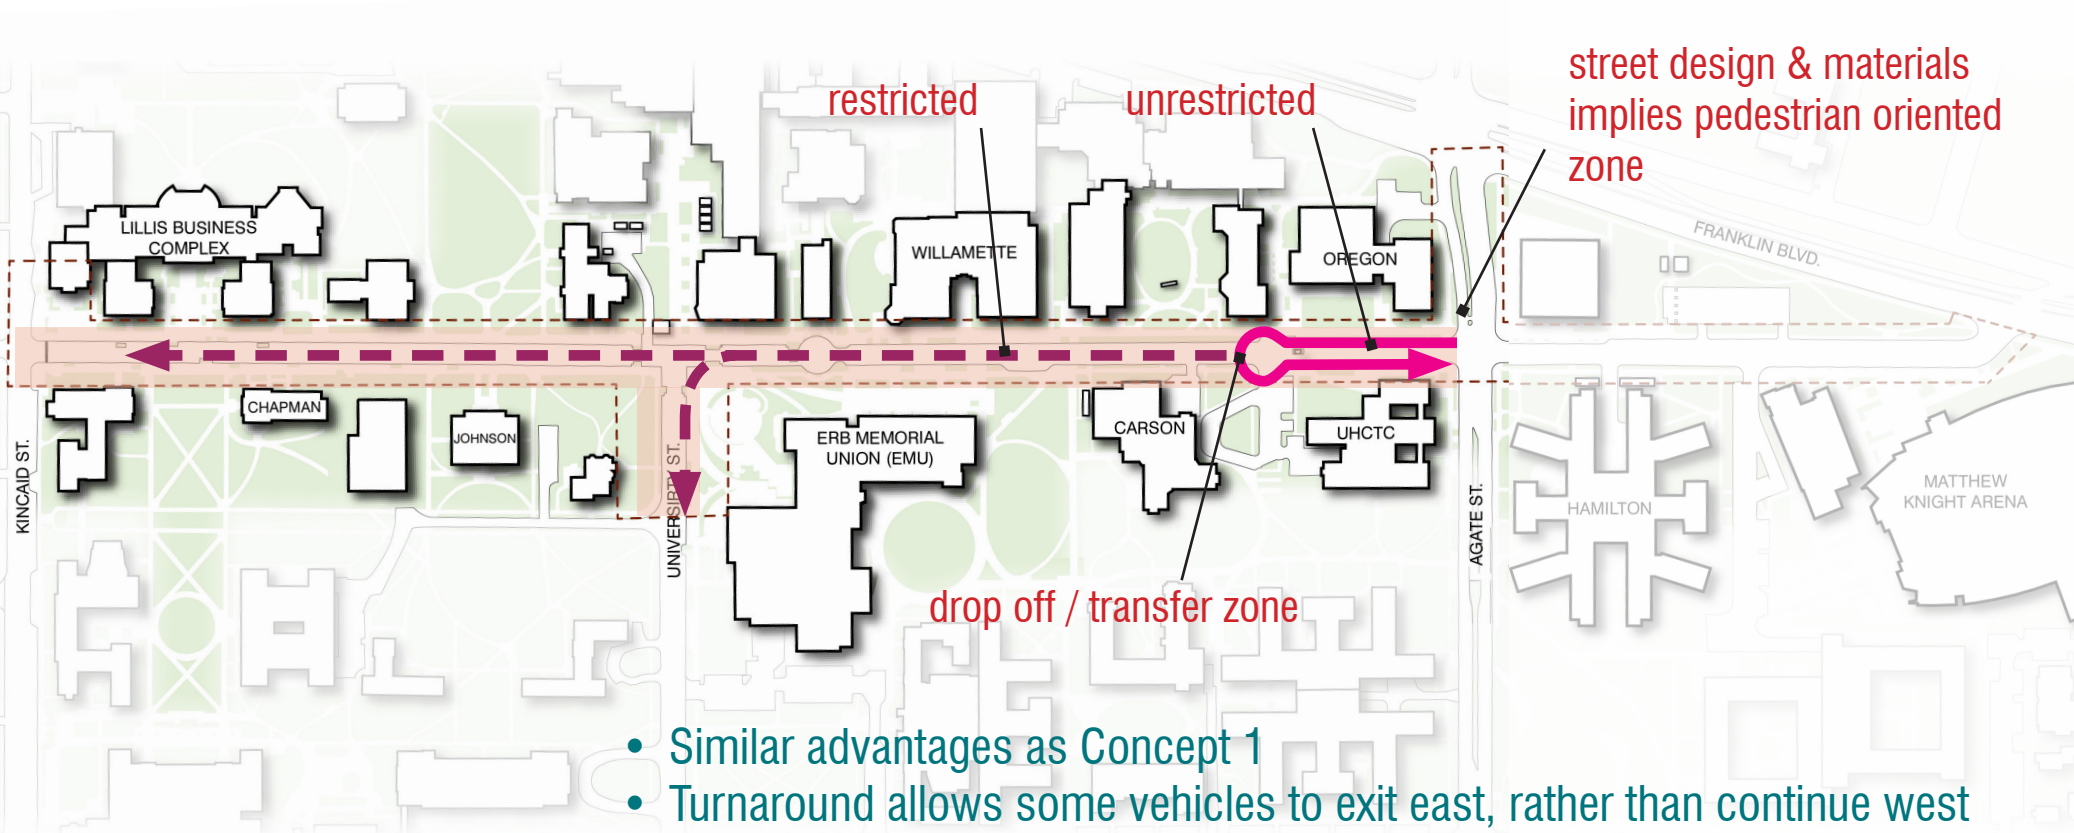 street design & materials
implies pedestrian oriented
zone
restricted
unrestricted
FRANKLIN BLVD.
LILLIS BUSINESS
COMPLEX
WILLAMETTE
OREGON
CHAPMAN
JOHNSON
ERB MEMORIAL
UNION (EMU)
CARSON
UHCTC
KINCAID ST.
UNIVERSIRTY ST.
AGATE ST.
HAMILTON
MATTHEW
KNIGHT ARENA
drop off / transfer zone
• Similar advantages as Concept 1
• Turnaround allows some vehicles to exit east, rather than continue west